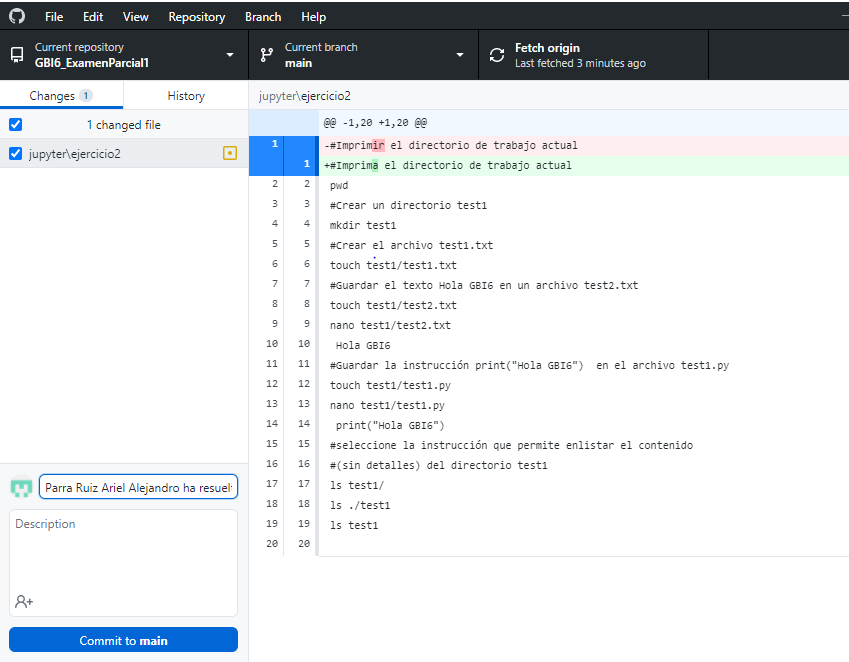 File Edit View Repository Branch Help
Current repository
GBI6_ExamenParcial1
Current branch
main
Fetch origin
Last fetched 3 minutes ago
Changes 1 History
1 changed file
jupyter\ejercicio2
jupyter\ejercicio2
@@ -1,20 +1,20 @@
1 -#Imprimir el directorio de trabajo actual
1 +#Imprima el directorio de trabajo actual
2 2 pwd
3 3 #Crear un directorio test1
4 4 mkdir test1
5 5 #Crear el archivo test1.txt
6 6 touch test1/test1.txt
7 7 #Guardar el texto Hola GBI6 en un archivo test2.txt
8 8 touch test1/test2.txt
9 9 nano test1/test2.txt
10 10 Hola GBI6
11 11 #Guardar la instrucción print("Hola GBI6")  en el archivo test1.py
12 12 touch test1/test1.py
13 13 nano test1/test1.py
14 14 print("Hola GBI6")
15 15 #seleccione la instrucción que permite enlistar el contenido
16 16 #(sin detalles) del directorio test1
17 17 ls test1/
18 18 ls ./test1
19 19 ls test1
20 20
Parra Ruiz Ariel Alejandro ha resuel
Description
Commit to main